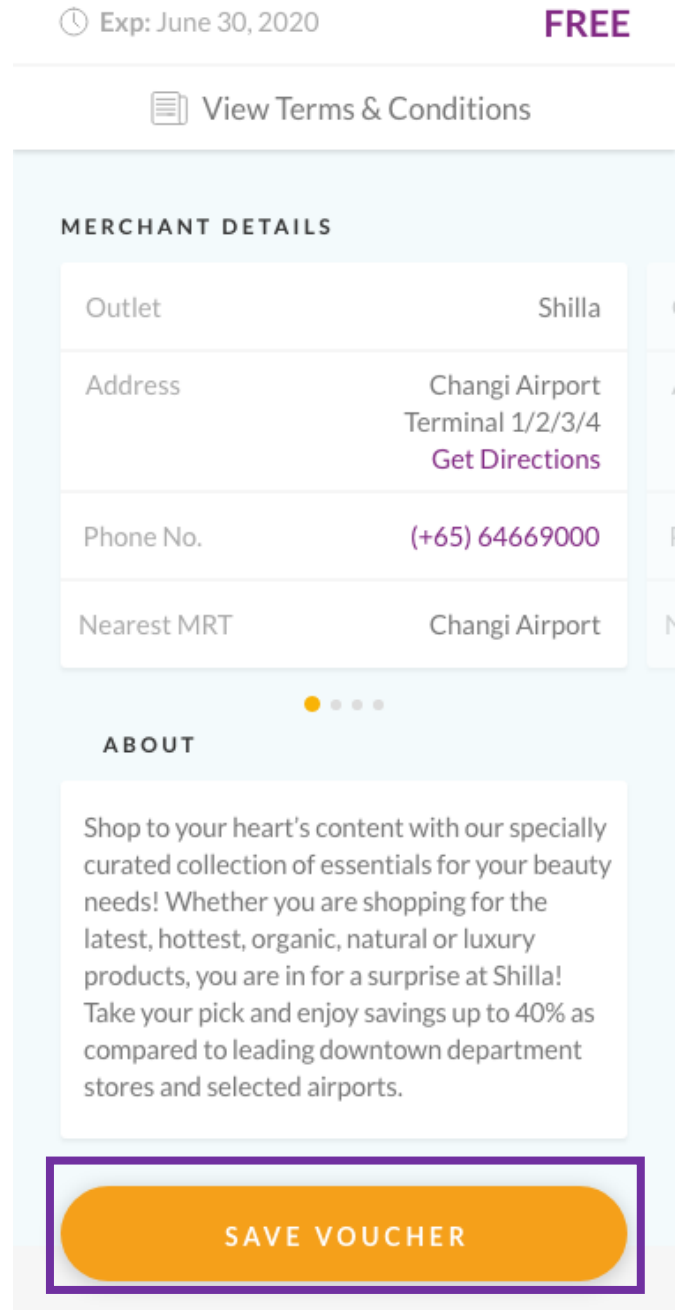 Exp: June 30, 2020 FREE
View Terms & Conditions
MERCHANT DETAILS
Outlet Shilla
Address Changi Airport
Terminal 1/2/3/4
Get Directions
Phone No. (+65) 64669000
Nearest MRT Changi Airport
ABOUT
Shop to your heart's content with our specially
curated collection of essentials for your beauty
needs! Whether you are shopping for the
latest, hottest, organic, natural or luxury
products, you are in for a surprise at Shilla!
Take your pick and enjoy savings up to 40% as
compared to leading downtown department
stores and selected airports.
SAVE VOUCHER